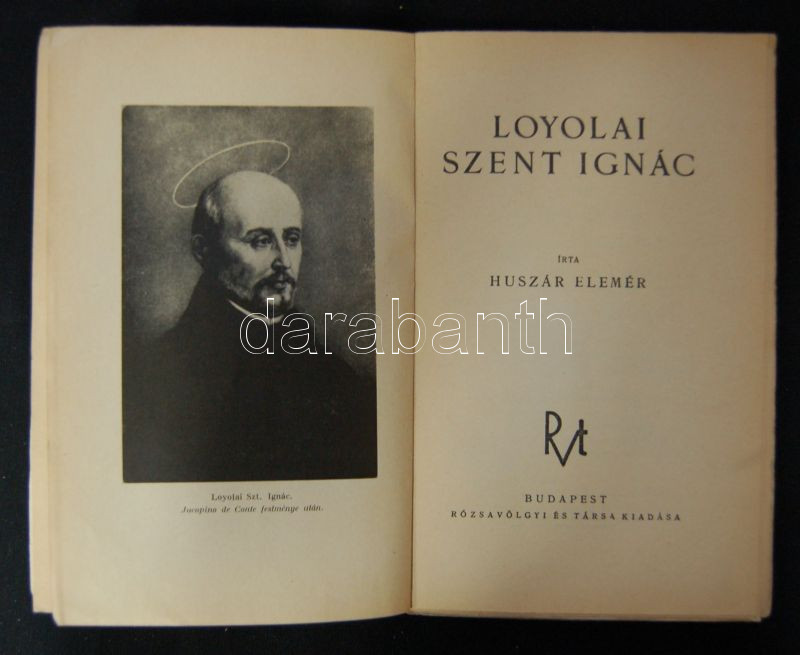 Loyolai Szt. Ignác.
Jacopino de Conte festménye után.
LOYOLAI
SZENT IGNÁC
ÍRTA
HUSZÁR ELEMÉR
darabanth
Rvt
BUDAPEST
RÓZSAVÖLGYI ÉS TÁRSA KIADÁSA